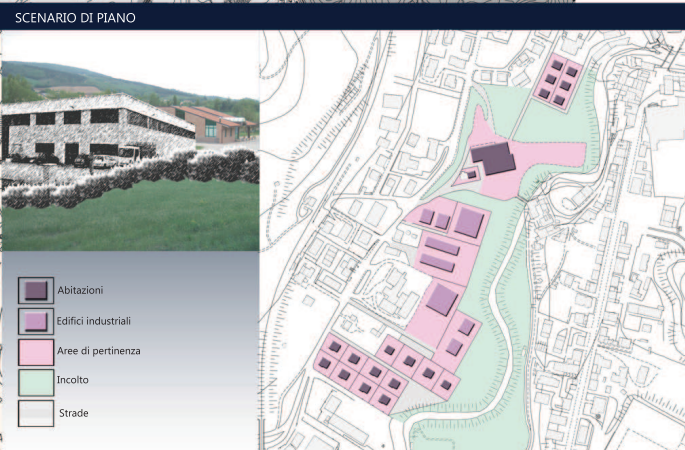 SCENARIO DI PIANO
Abitazioni
Edifici industriali
Aree di pertinenza
Incolto
Strade